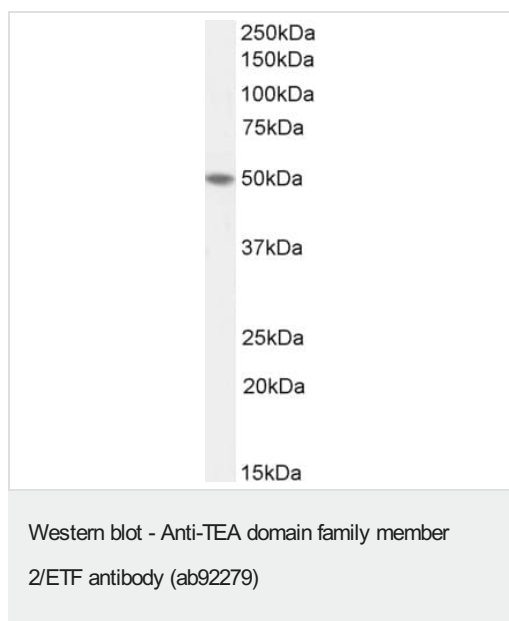 250kDa
150kDa
100kDa
75kDa
50kDa
37kDa
25kDa
20kDa
15kDa
Western blot - Anti-TEA domain family member
2/ETF antibody (ab92279)